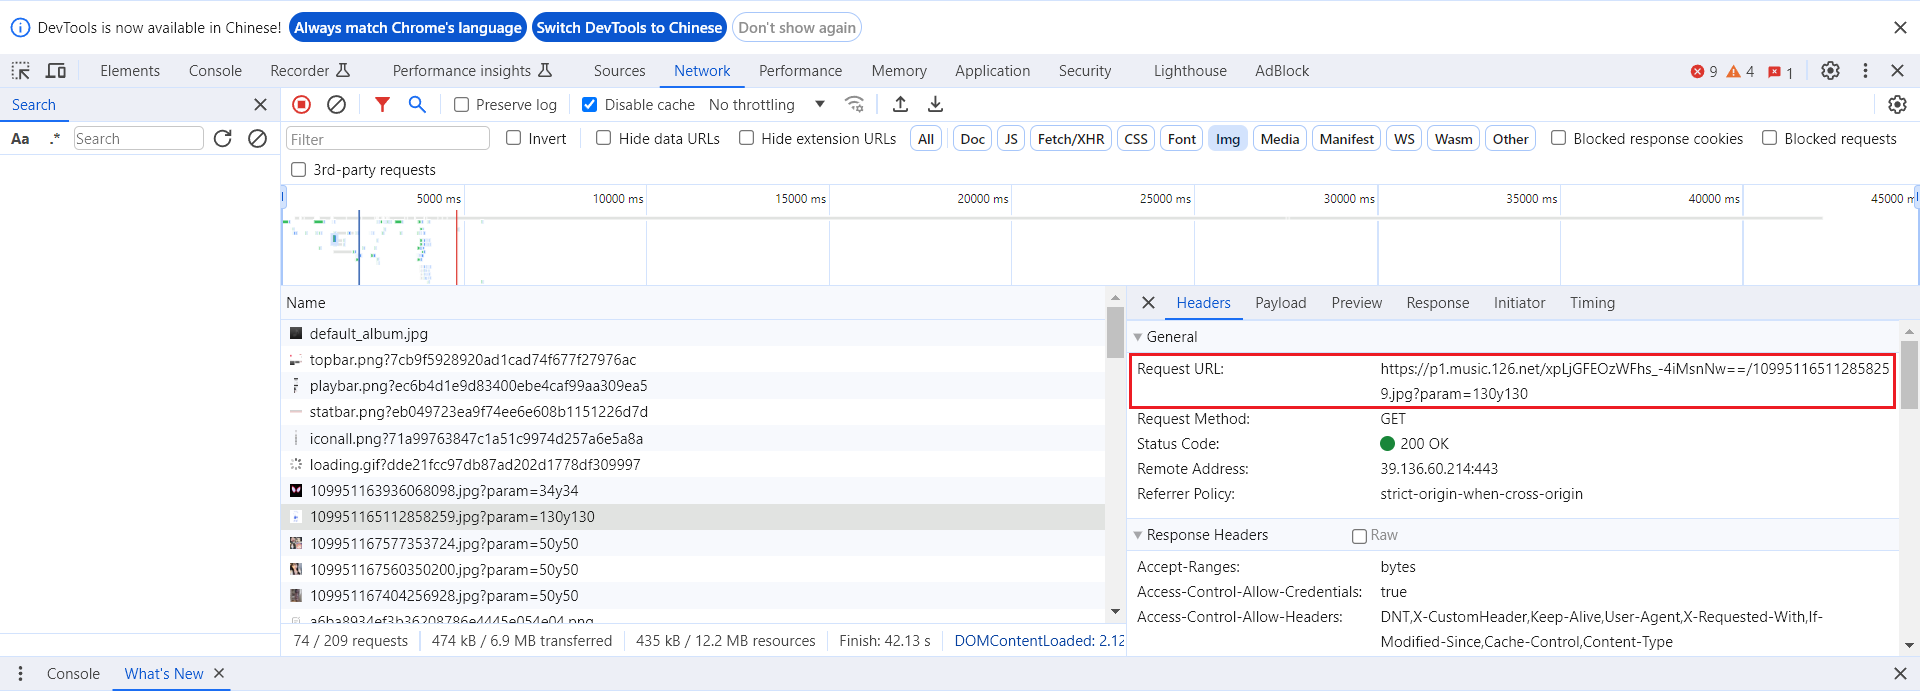 DevTools is now available in Chinese! Always match Chrome's language Switch DevTools to Chinese Don't show again
Elements Console Recorder Performance insights Sources Network Performance Memory Application Security Lighthouse AdBlock 9 4 1
Search
Preserve log Disable cache No throttling
Aa .* Search
Filter Invert Hide data URLs Hide extension URLs All Doc JS Fetch/XHR CSS Font Img Media Manifest WS Wasm Other Blocked response cookies Blocked requests
3rd-party requests
5000 ms 10000 ms 15000 ms 20000 ms 25000 ms 30000 ms 35000 ms 40000 ms 45000 m
Name
default_album.jpg
topbar.png?7cb9f5928920ad1cad74f677f27976ac
playbar.png?ec6b4d1e9d83400ebe4caf99aa309ea5
statbar.png?eb049723ea9f74ee6e608b1151226d7d
iconall.png?71a99763847c1a51c9974d257a6e5a8a
loading.gif?dde21fcc97db87ad202d1778df309997
109951163936068098.jpg?param=34y34
109951165112858259.jpg?param=130y130
109951167577353724.jpg?param=50y50
109951167560350200.jpg?param=50y50
109951167404256928.jpg?param=50y50
a6ba8934ef3b36208786e4445e054e04.png
74 / 209 requests 474 kB / 6.9 MB transferred 435 kB / 12.2 MB resources Finish: 42.13 s DOMContentLoaded: 2.12
Headers Payload Preview Response Initiator Timing
General
Request URL: https://p1.music.126.net/xpLjGFEOzWFhs_-4iMsnNw==/10995116511285825
9.jpg?param=130y130
Request Method: GET
Status Code: 200 OK
Remote Address: 39.136.60.214:443
Referrer Policy: strict-origin-when-cross-origin
Response Headers Raw
Accept-Ranges: bytes
Access-Control-Allow-Credentials: true
Access-Control-Allow-Headers: DNT,X-CustomHeader,Keep-Alive,User-Agent,X-Requested-With,If-
Modified-Since,Cache-Control,Content-Type
Console What's New